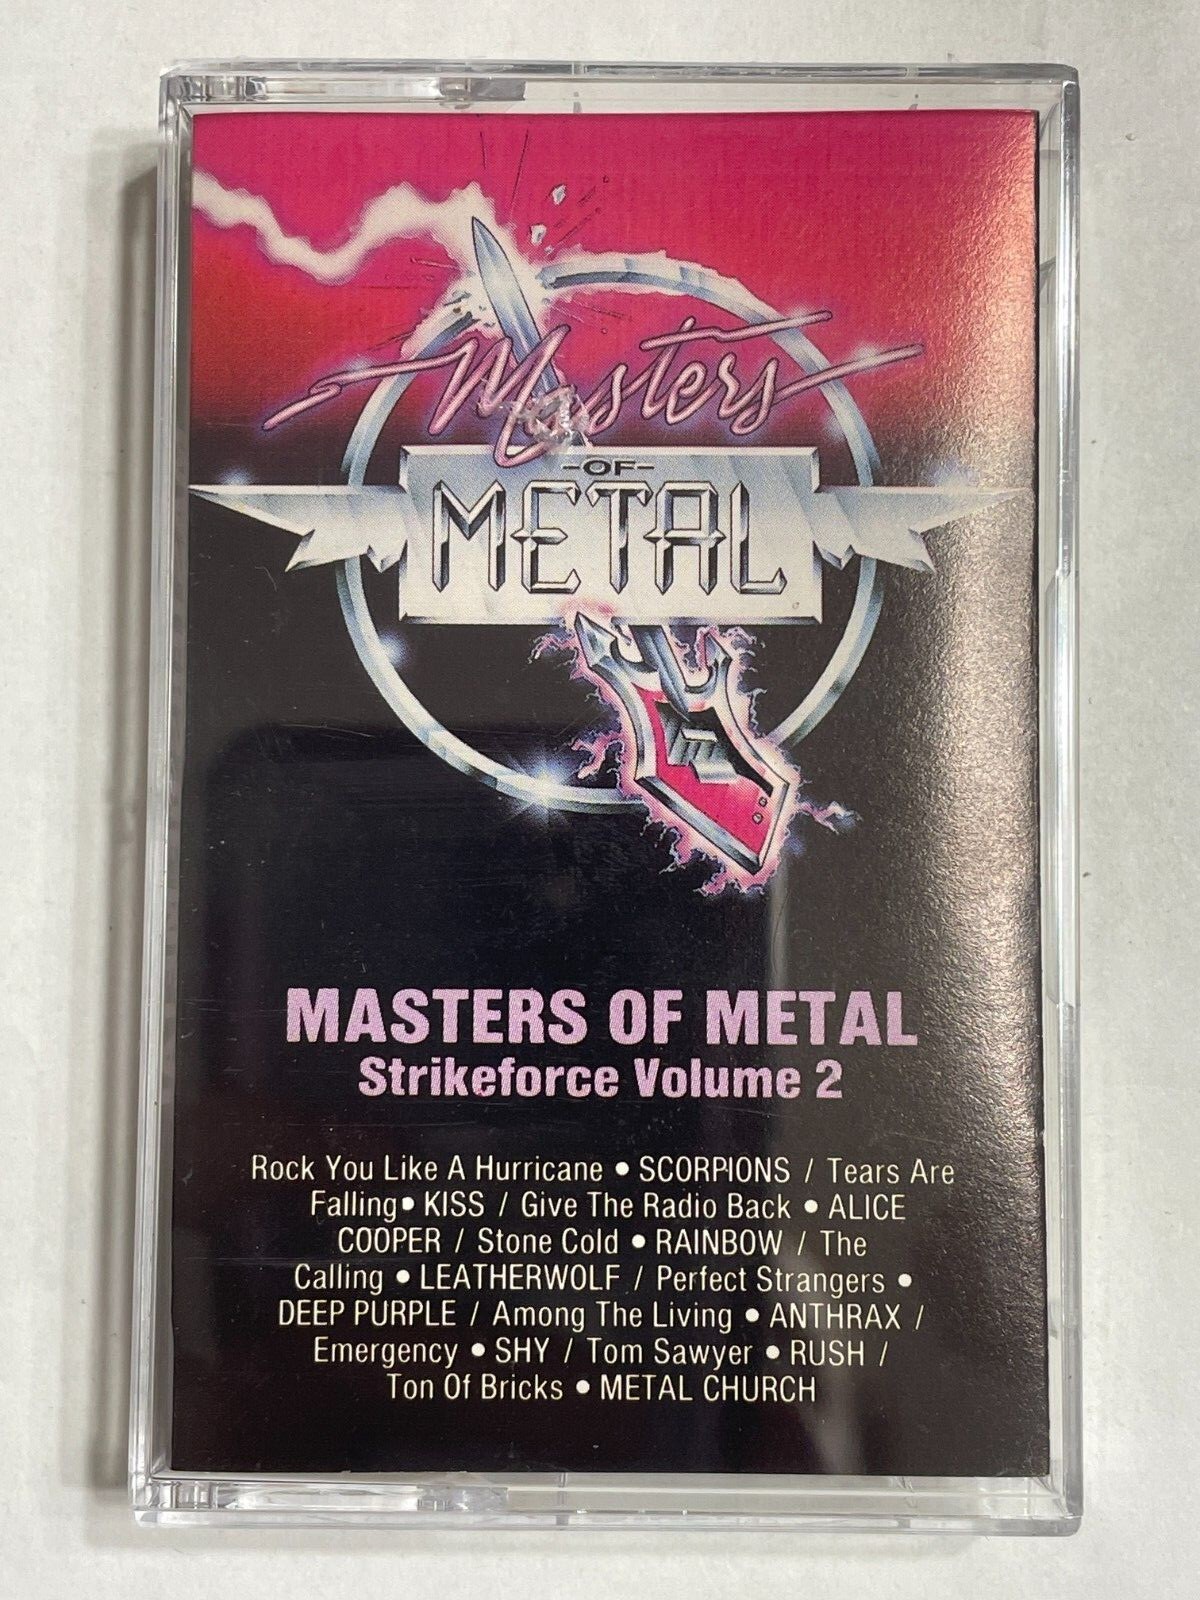 Masters
-OF-
METAL
MASTERS OF METAL
Strikeforce Volume 2
Rock You Like A Hurricane • SCORPIONS / Tears Are
Falling• KISS / Give The Radio Back • ALICE
COOPER / Stone Cold • RAINBOW / The
Calling • LEATHERWOLF / Perfect Strangers •
DEEP PURPLE / Among The Living • ANTHRAX /
Emergency • SHY / Tom Sawyer • RUSH /
Ton Of Bricks • METAL CHURCH